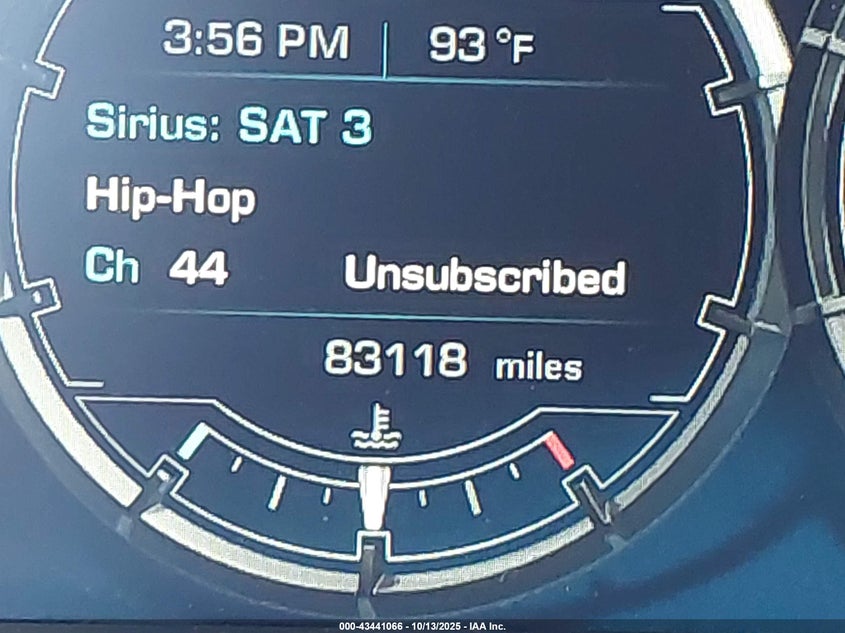 3:56 PM 93 °F
Sirius: SAT 3
Hip-Hop
Ch 44 Unsubscribed
83118 miles
000-43441066 - 10/13/2025 - IAA Inc.